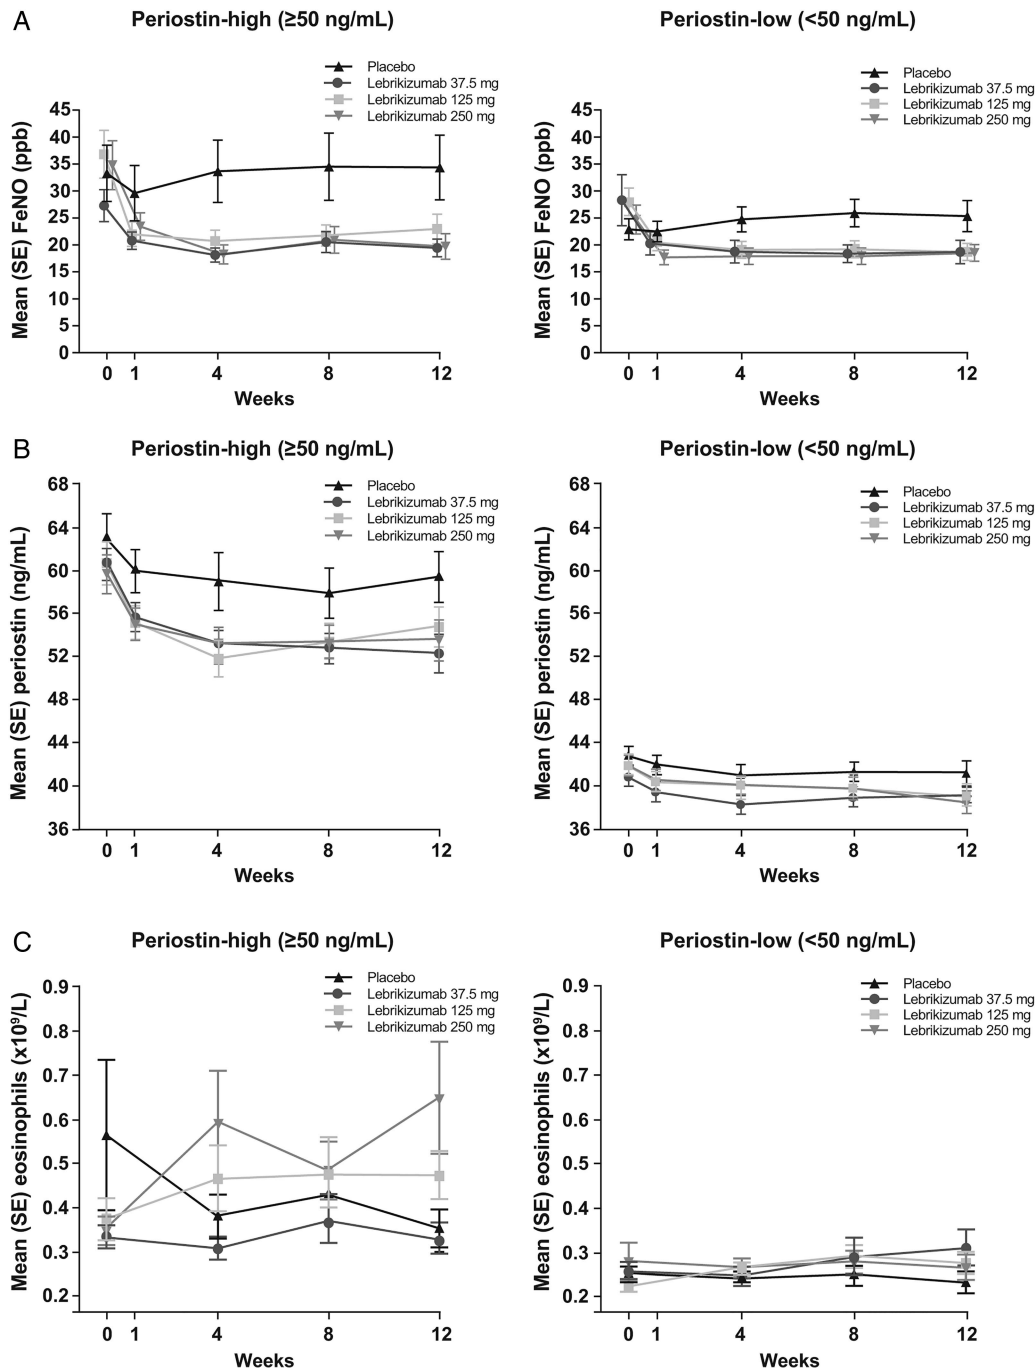 A
Periostin-high (≥50 ng/mL)
Placebo
Lebrikizumab 37.5 mg
Lebrikizumab 125 mg
Lebrikizumab 250 mg
Mean (SE) FeNO (ppb)
45
40
35
30
25
20
15
10
5
0
0 1 4 8 12
Weeks
Periostin-low (<50 ng/mL)
Placebo
Lebrikizumab 37.5 mg
Lebrikizumab 125 mg
Lebrikizumab 250 mg
Mean (SE) FeNO (ppb)
45
40
35
30
25
20
15
10
5
0
0 1 4 8 12
Weeks
B
Periostin-high (≥50 ng/mL)
Placebo
Lebrikizumab 37.5 mg
Lebrikizumab 125 mg
Lebrikizumab 250 mg
Mean (SE) periostin (ng/mL)
68
64
60
56
52
48
44
40
36
0 1 4 8 12
Weeks
Periostin-low (<50 ng/mL)
Placebo
Lebrikizumab 37.5 mg
Lebrikizumab 125 mg
Lebrikizumab 250 mg
Mean (SE) periostin (ng/mL)
68
64
60
56
52
48
44
40
36
0 1 4 8 12
Weeks
C
Periostin-high (≥50 ng/mL)
Placebo
Lebrikizumab 37.5 mg
Lebrikizumab 125 mg
Lebrikizumab 250 mg
Mean (SE) eosinophils (x10⁹/L)
0.9
0.8
0.7
0.6
0.5
0.4
0.3
0.2
0 1 4 8 12
Weeks
Periostin-low (<50 ng/mL)
Placebo
Lebrikizumab 37.5 mg
Lebrikizumab 125 mg
Lebrikizumab 250 mg
Mean (SE) eosinophils (x10⁹/L)
0.9
0.8
0.7
0.6
0.5
0.4
0.3
0.2
0 1 4 8 12
Weeks